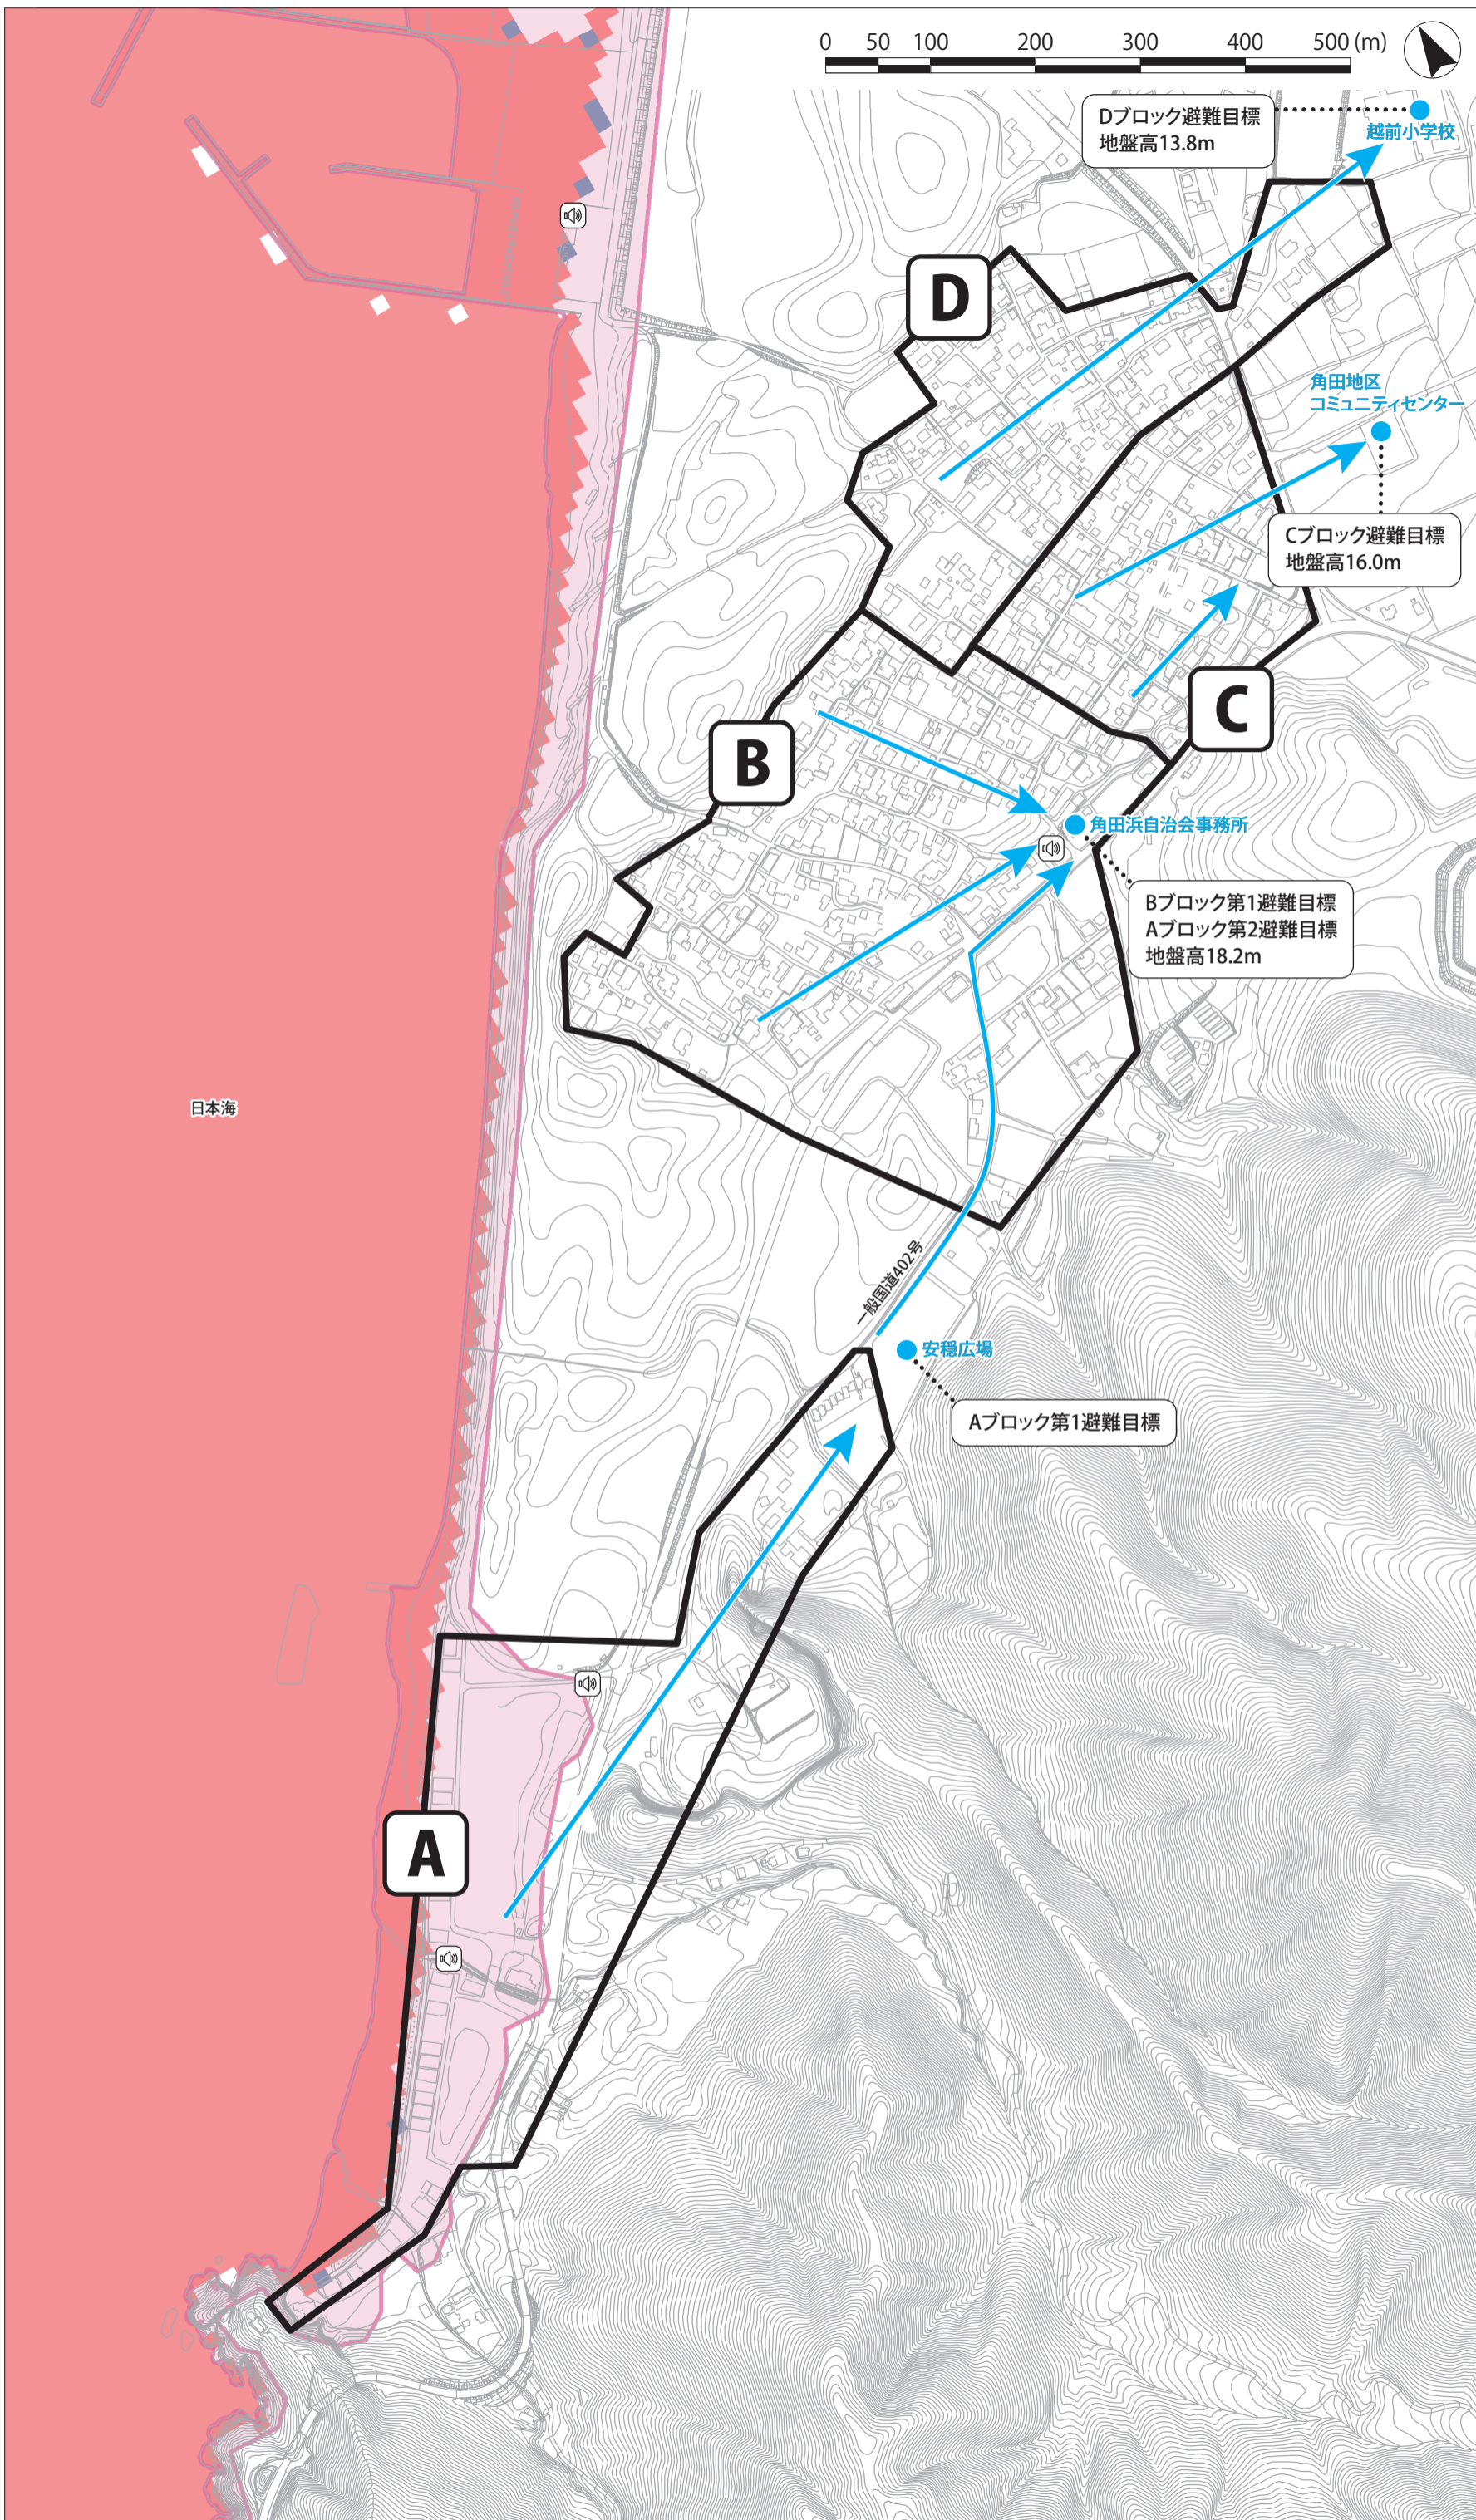 0 50 100 200 300 400 500 (m)
Dブロック避難目標
地盤高13.8m
越前小学校
D
角田地区
コミュニティセンター
Cブロック避難目標
地盤高16.0m
C
B
角田浜自治会事務所
Bブロック第1避難目標
Aブロック第2避難目標
地盤高18.2m
日本海
一般国道402号
安穏広場
Aブロック第1避難目標
A